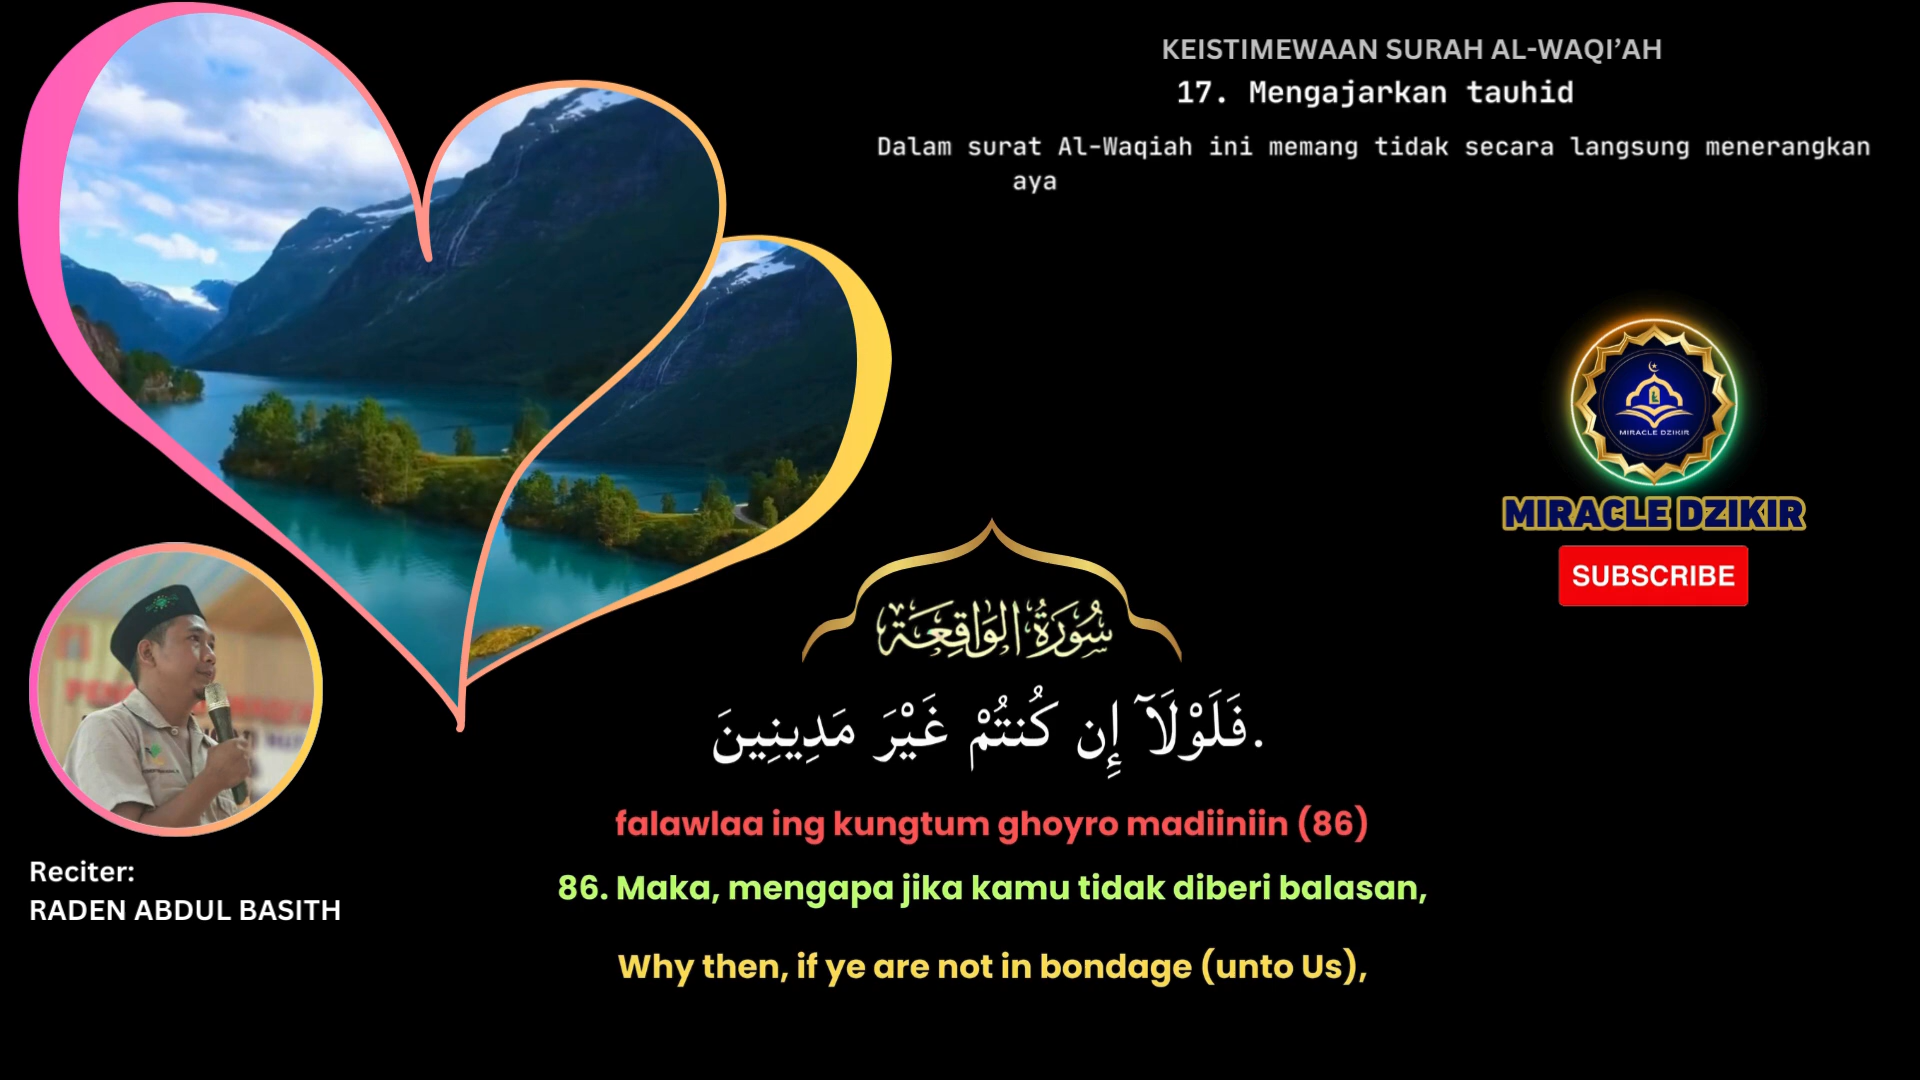 KEISTIMEWAAN SURAH AL-WAQI’AH
17. Mengajarkan tauhid
Dalam surat Al-Waqiah ini memang tidak secara langsung menerangkan
aya
MIRACLE DZIKIR
MIRACLE DZIKIR
SUBSCRIBE
سُورَةُ الوَاقِعَة
فَلَوْلَآ إِن كُنتُمْ غَيْرَ مَدِينِينَ.
falawlaa ing kungtum ghoyro madiiniin (86)
86. Maka, mengapa jika kamu tidak diberi balasan,
Why then, if ye are not in bondage (unto Us),
Reciter:
RADEN ABDUL BASITH